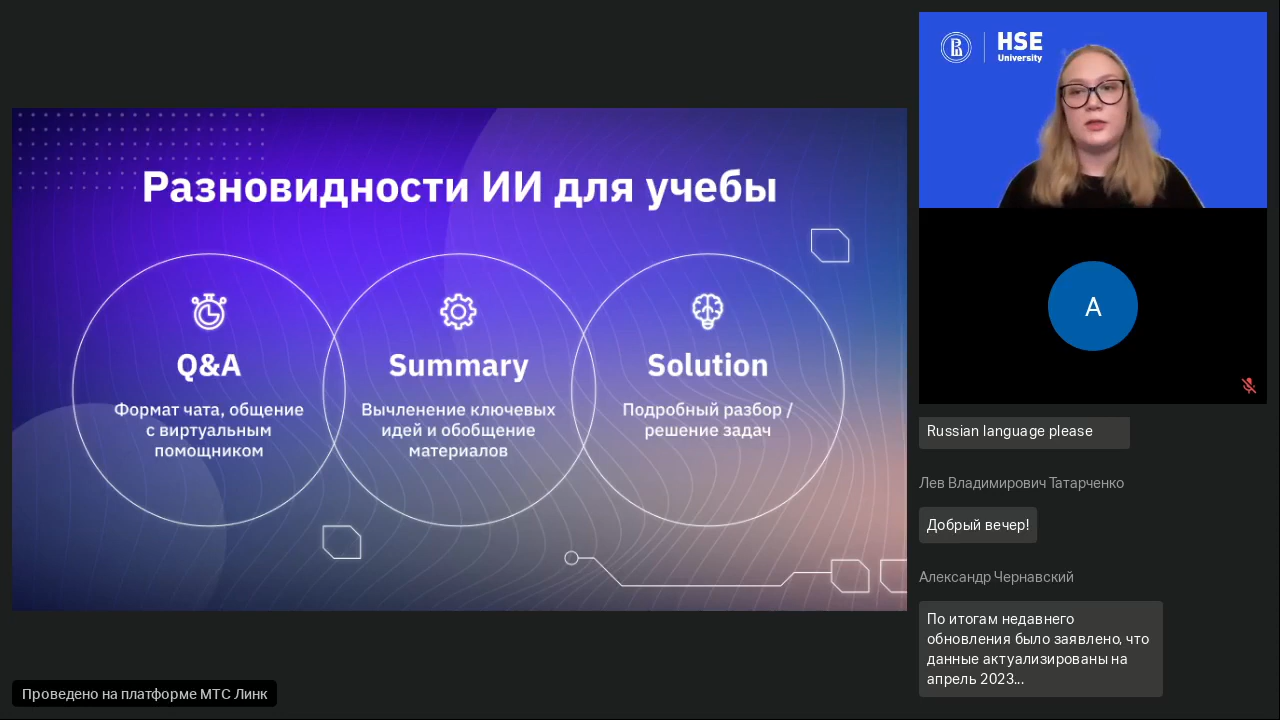 Разновидности ИИ для учебы
Q&A
Формат чата, общение
с виртуальным
помощником
Summary
Вычленение ключевых
идей и обобщение
материалов
Solution
Подробный разбор /
решение задач
Проведено на платформе МТС Линк
HSE
University
A
Russian language please
Лев Владимирович Татарченко
Добрый вечер!
Александр Чернавский
По итогам недавнего
обновления было заявлено, что
данные актуализированы на
апрель 2023...